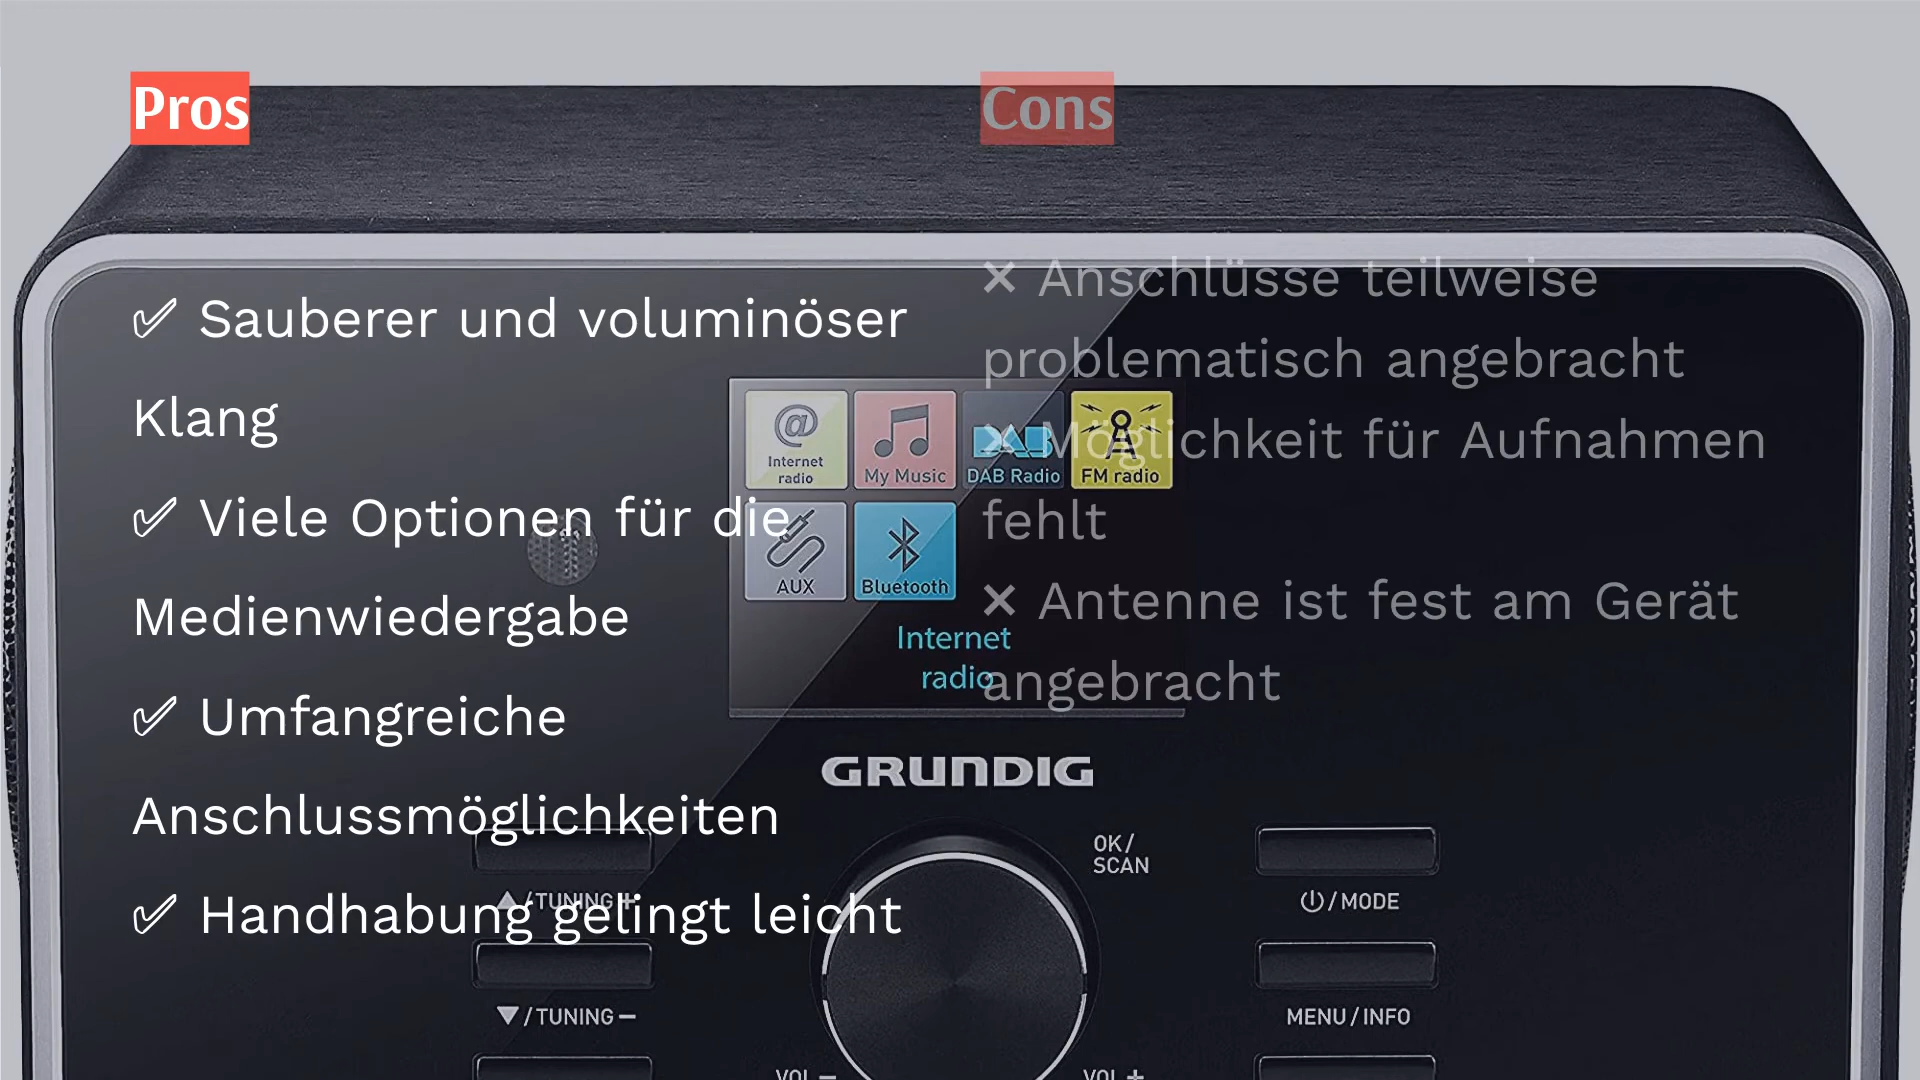 Pros
✔ Sauberer und voluminöser
Klang
✔ Viele Optionen für die
Medienwiedergabe
✔ Umfangreiche
Anschlussmöglichkeiten
✔ Handhabung gelingt leicht
Cons
✕ Anschlüsse teilweise
problematisch angebracht
✕ Möglichkeit für Aufnahmen
fehlt
✕ Antenne ist fest am Gerät
angebracht
@
Internet
radio
My Music
DAB
DAB Radio
FM radio
AUX
Bluetooth
Internet
radio
GRUNDIG
OK/
SCAN
▲/TUNING+
⏻/MODE
▼/TUNING−
MENU/INFO
VOL−
VOL+